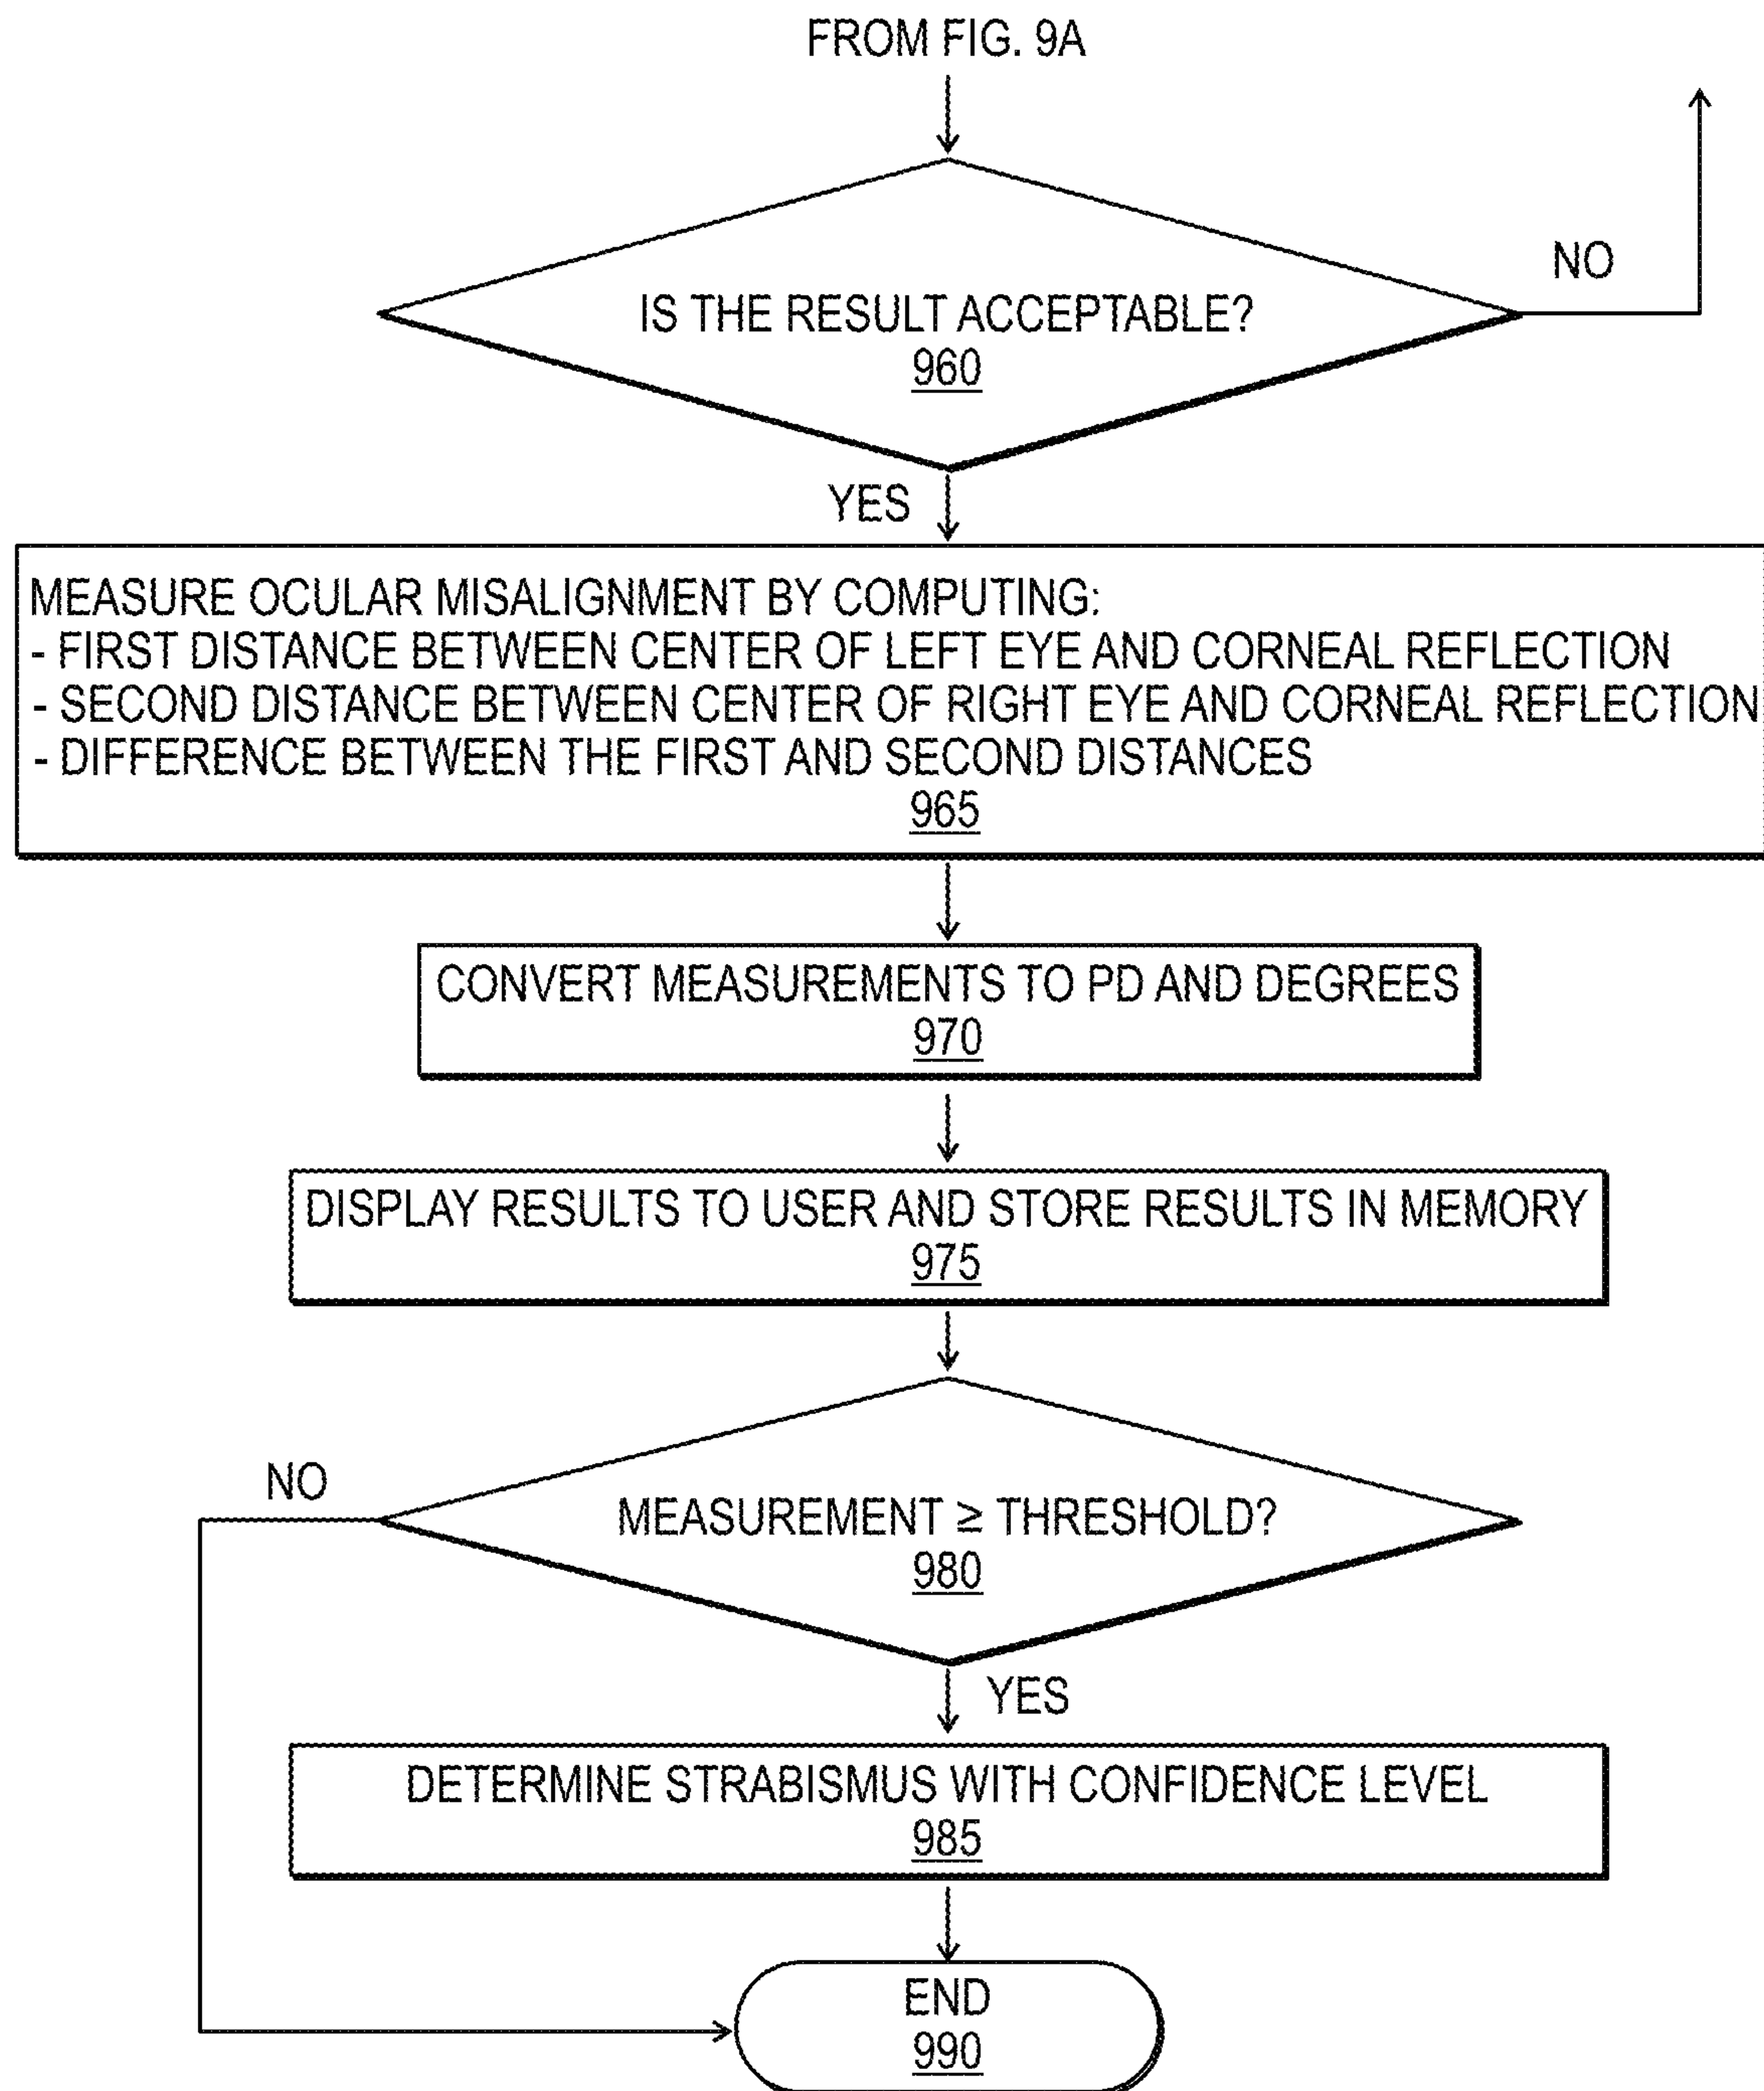 FROM FIG. 9A
NO
IS THE RESULT ACCEPTABLE?
960
YES
MEASURE OCULAR MISALIGNMENT BY COMPUTING:
- FIRST DISTANCE BETWEEN CENTER OF LEFT EYE AND CORNEAL REFLECTION
- SECOND DISTANCE BETWEEN CENTER OF RIGHT EYE AND CORNEAL REFLECTION
- DIFFERENCE BETWEEN THE FIRST AND SECOND DISTANCES
965
CONVERT MEASUREMENTS TO PD AND DEGREES
970
DISPLAY RESULTS TO USER AND STORE RESULTS IN MEMORY
975
NO
MEASUREMENT ≥ THRESHOLD?
980
YES
DETERMINE STRABISMUS WITH CONFIDENCE LEVEL
985
END
990